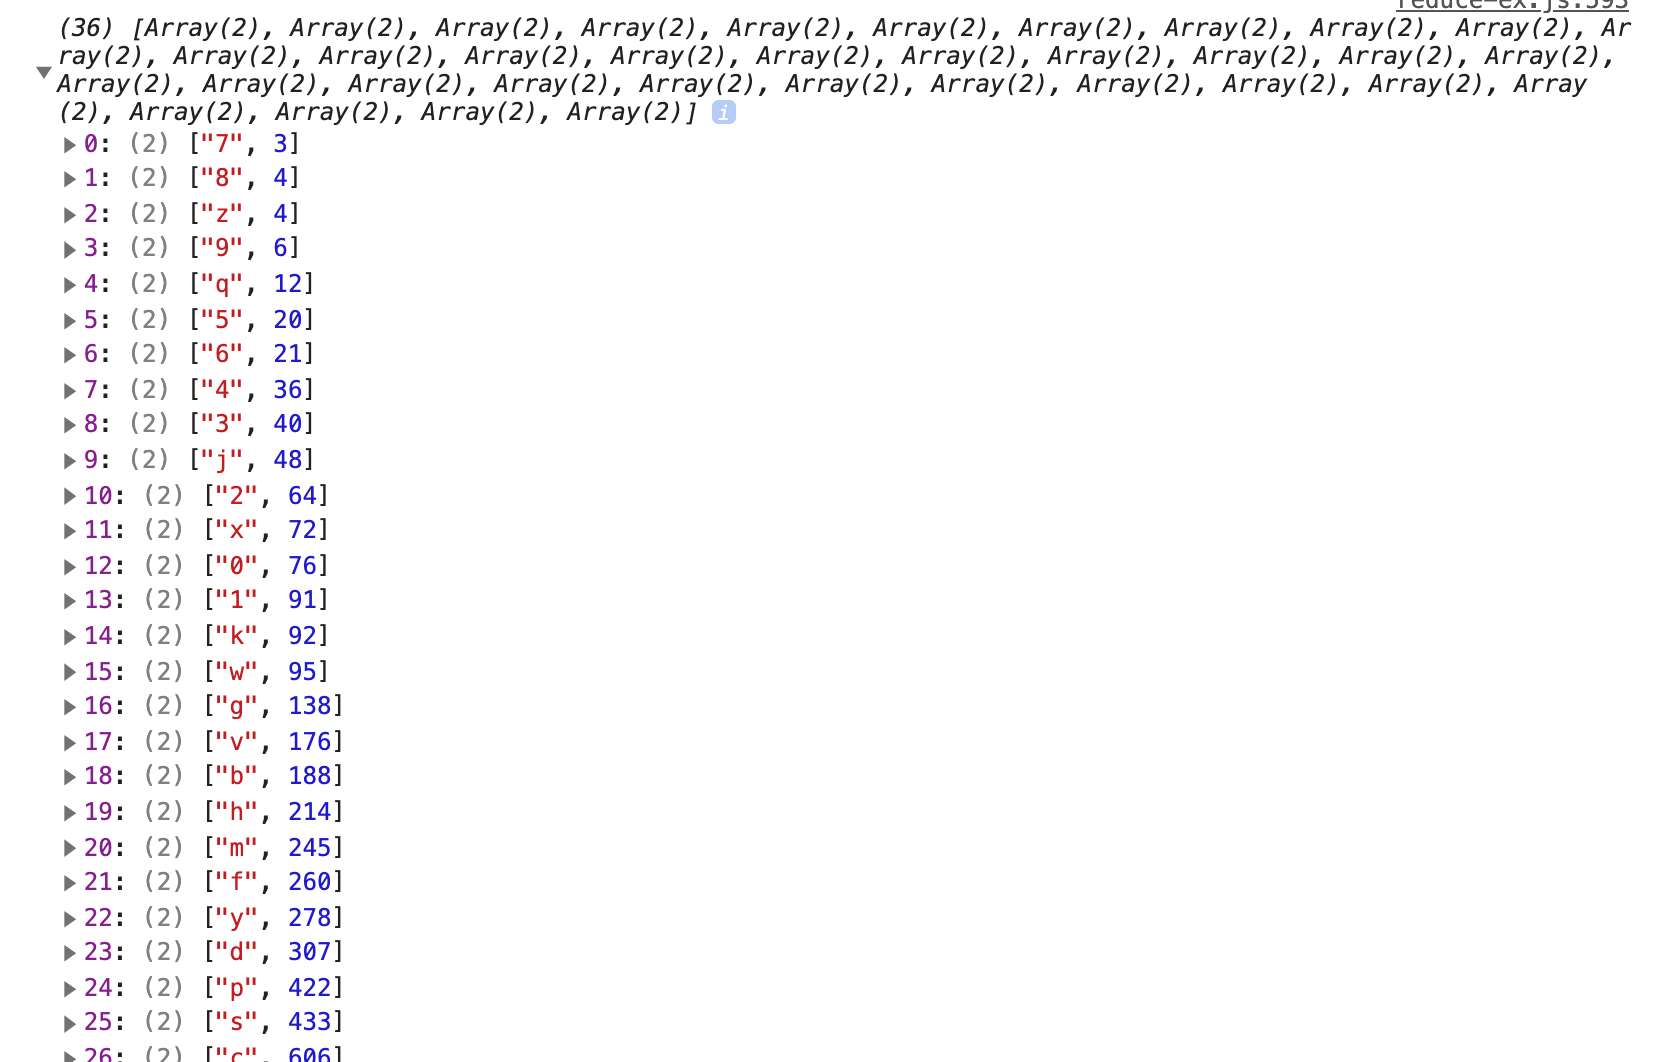 reduce-ex.js:593
(36) [Array(2), Array(2), Array(2), Array(2), Array(2), Array(2), Array(2), Array(2), Array(2), Array(2), Ar
ray(2), Array(2), Array(2), Array(2), Array(2), Array(2), Array(2), Array(2), Array(2), Array(2), Array(2),
Array(2), Array(2), Array(2), Array(2), Array(2), Array(2), Array(2), Array(2), Array(2), Array(2), Array
(2), Array(2), Array(2), Array(2), Array(2)] i
0: (2) ["7", 3]
1: (2) ["8", 4]
2: (2) ["z", 4]
3: (2) ["9", 6]
4: (2) ["q", 12]
5: (2) ["5", 20]
6: (2) ["6", 21]
7: (2) ["4", 36]
8: (2) ["3", 40]
9: (2) ["j", 48]
10: (2) ["2", 64]
11: (2) ["x", 72]
12: (2) ["0", 76]
13: (2) ["1", 91]
14: (2) ["k", 92]
15: (2) ["w", 95]
16: (2) ["g", 138]
17: (2) ["v", 176]
18: (2) ["b", 188]
19: (2) ["h", 214]
20: (2) ["m", 245]
21: (2) ["f", 260]
22: (2) ["y", 278]
23: (2) ["d", 307]
24: (2) ["p", 422]
25: (2) ["s", 433]
26: (2) ["c", 606]